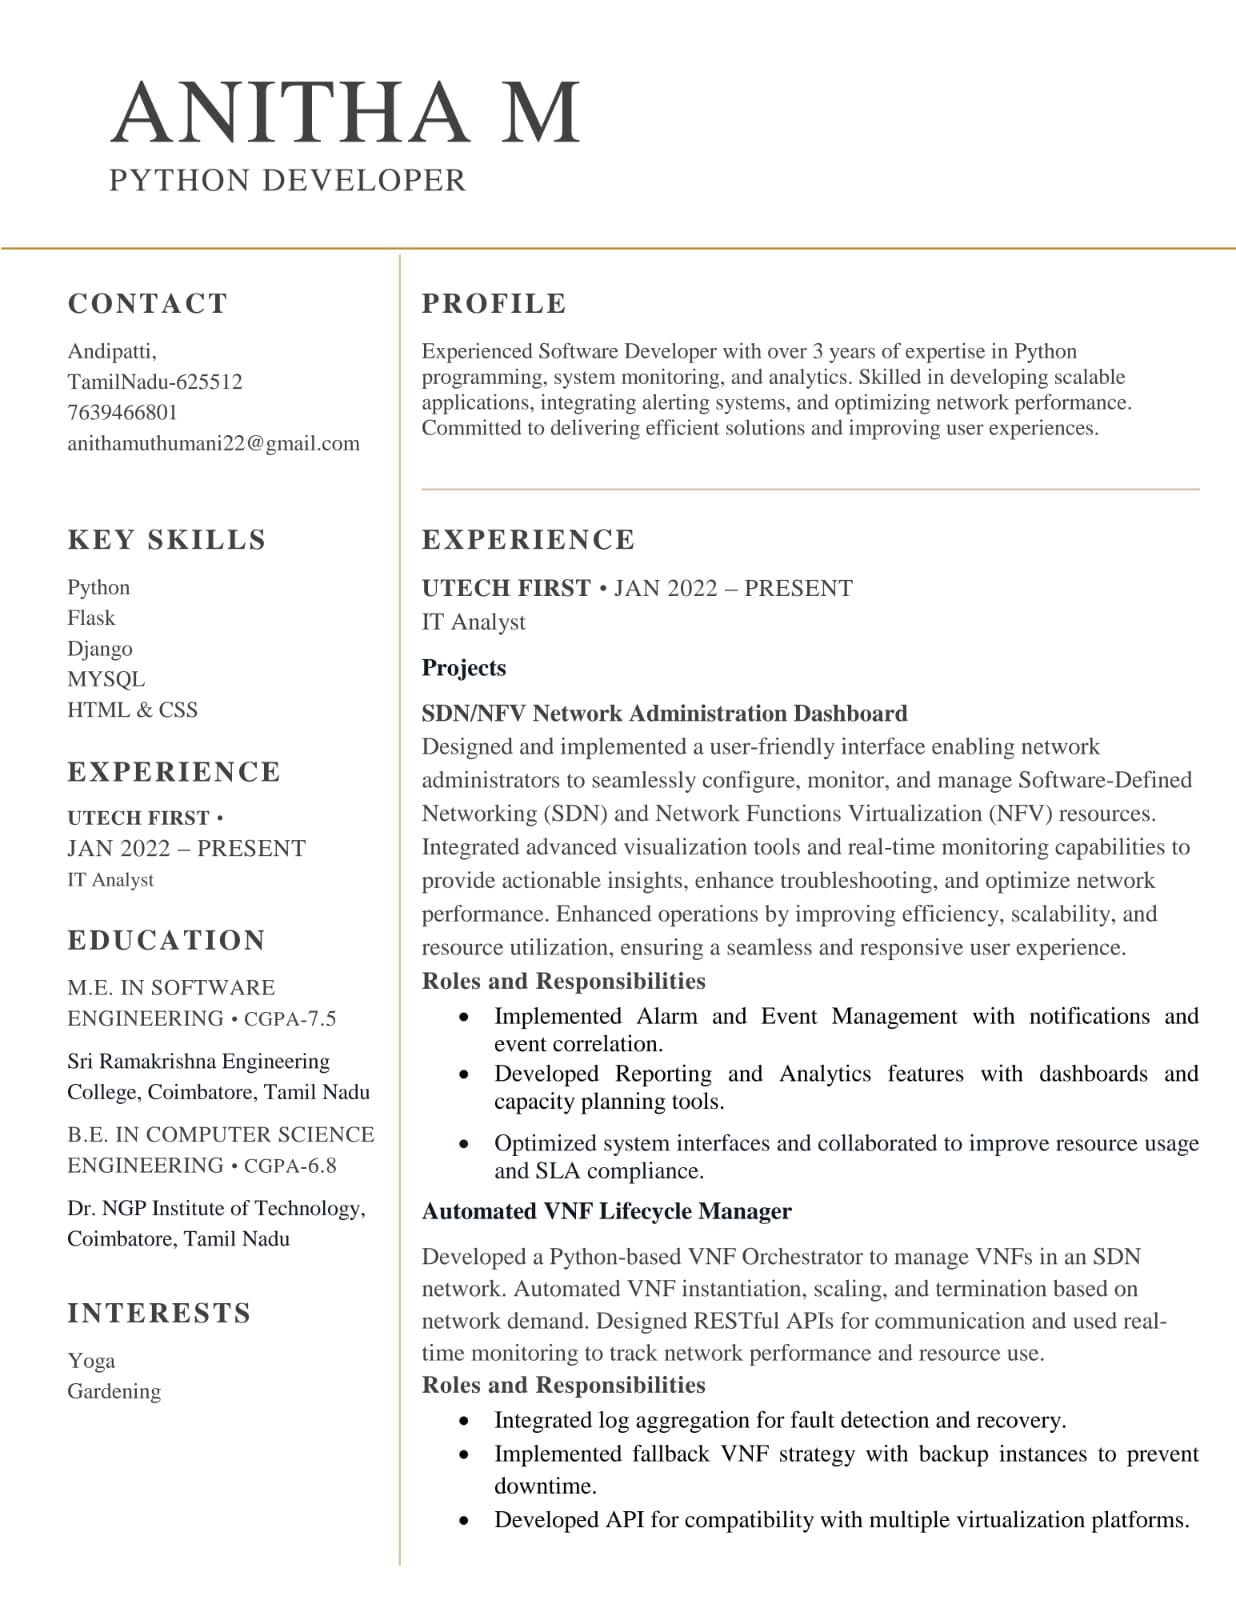 ANITHA M
PYTHON DEVELOPER
CONTACT
Andipatti,
TamilNadu-625512
7639466801
anithamuthumani22@gmail.com
KEY SKILLS
Python
Flask
Django
MYSQL
HTML & CSS
EXPERIENCE
UTECH FIRST •
JAN 2022 – PRESENT
IT Analyst
EDUCATION
M.E. IN SOFTWARE
ENGINEERING • CGPA-7.5
Sri Ramakrishna Engineering
College, Coimbatore, Tamil Nadu
B.E. IN COMPUTER SCIENCE
ENGINEERING • CGPA-6.8
Dr. NGP Institute of Technology,
Coimbatore, Tamil Nadu
INTERESTS
Yoga
Gardening
PROFILE
Experienced Software Developer with over 3 years of expertise in Python
programming, system monitoring, and analytics. Skilled in developing scalable
applications, integrating alerting systems, and optimizing network performance.
Committed to delivering efficient solutions and improving user experiences.
EXPERIENCE
UTECH FIRST • JAN 2022 – PRESENT
IT Analyst
Projects
SDN/NFV Network Administration Dashboard
Designed and implemented a user-friendly interface enabling network
administrators to seamlessly configure, monitor, and manage Software-Defined
Networking (SDN) and Network Functions Virtualization (NFV) resources.
Integrated advanced visualization tools and real-time monitoring capabilities to
provide actionable insights, enhance troubleshooting, and optimize network
performance. Enhanced operations by improving efficiency, scalability, and
resource utilization, ensuring a seamless and responsive user experience.
Roles and Responsibilities
• Implemented Alarm and Event Management with notifications and
event correlation.
• Developed Reporting and Analytics features with dashboards and
capacity planning tools.
• Optimized system interfaces and collaborated to improve resource usage
and SLA compliance.
Automated VNF Lifecycle Manager
Developed a Python-based VNF Orchestrator to manage VNFs in an SDN
network. Automated VNF instantiation, scaling, and termination based on
network demand. Designed RESTful APIs for communication and used real-
time monitoring to track network performance and resource use.
Roles and Responsibilities
• Integrated log aggregation for fault detection and recovery.
• Implemented fallback VNF strategy with backup instances to prevent
downtime.
• Developed API for compatibility with multiple virtualization platforms.